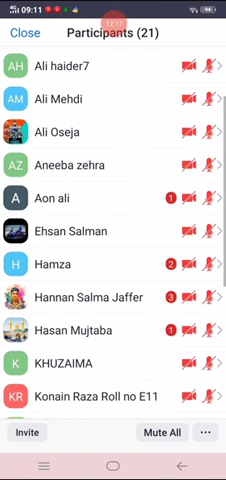 4G 09:11 94
12:17
Close Participants (21)
AH Ali haider7
AM Ali Mehdi
Ali Oseja
AZ Aneeba zehra
A Aon ali 1
Ehsan Salman
H Hamza 2
Hannan Salma Jaffer 3
Hasan Mujtaba 1
K KHUZAIMA
KR Konain Raza Roll no E11
Invite Mute All ...